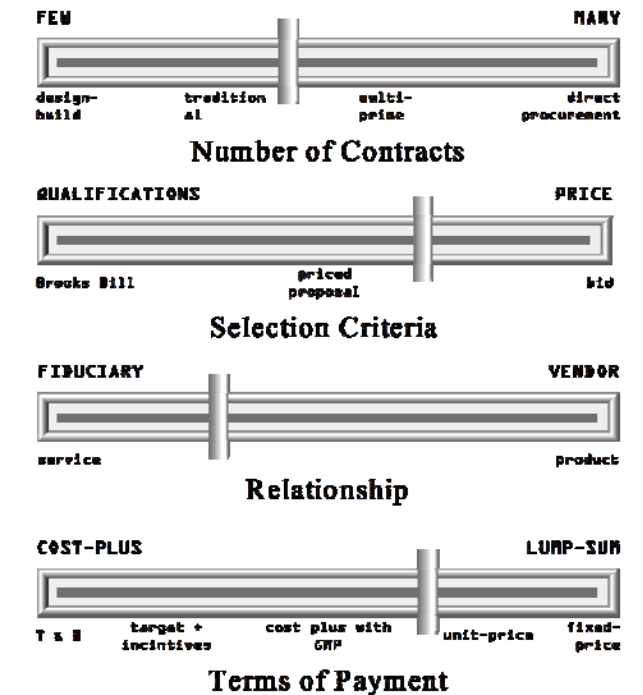 FEW MANY
design- tradition multi- direct
build al prime procurement
Number of Contracts
QUALIFICATIONS PRICE
Brooks Bill priced bid
proposal
Selection Criteria
FIDUCIARY VENDOR
service product
Relationship
COST-PLUS LUMP-SUM
T & M target + cost plus with unit-price fixed-
incintives GMP price
Terms of Payment